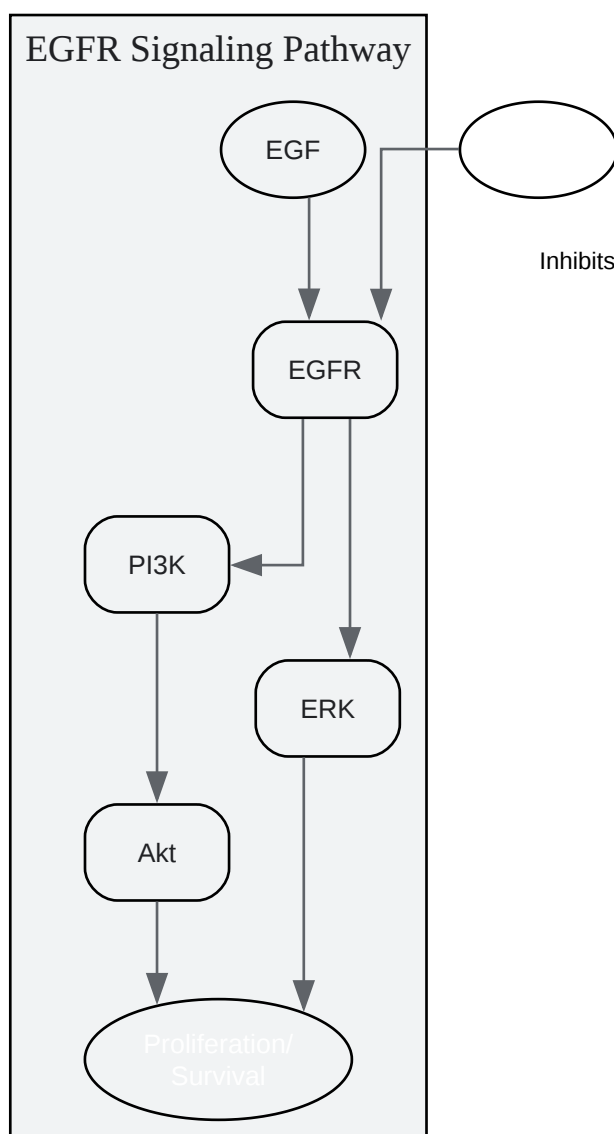 EGFR Signaling Pathway
EGF
Inhibits
EGFR
PI3K
ERK
Akt
Proliferation/
Survival